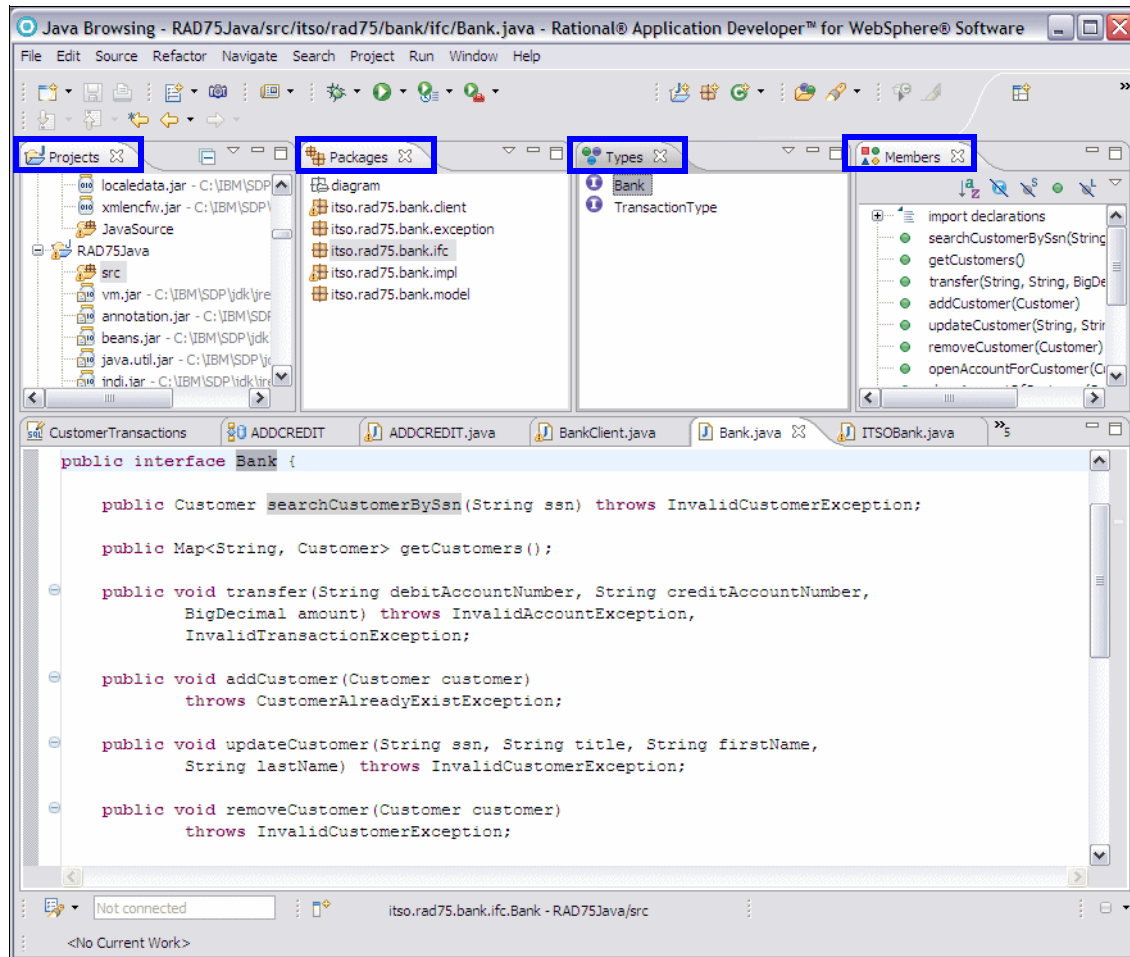 Java Browsing - RAD75Java/src/itso/rad75/bank/ifc/Bank.java - Rational® Application Developer™ for WebSphere® Software
File Edit Source Refactor Navigate Search Project Run Window Help
Projects
localedata.jar - C:\IBM\SDP
xmlencfw.jar - C:\IBM\SDP\
JavaSource
RAD75Java
src
vm.jar - C:\IBM\SDP\jdk\jre
annotation.jar - C:\IBM\SDP
beans.jar - C:\IBM\SDP\jdk
java.util.jar - C:\IBM\SDP\jd
indi.jar - C:\IBM\SDP\jdk\jre
Packages
diagram
itso.rad75.bank.client
itso.rad75.bank.exception
itso.rad75.bank.ifc
itso.rad75.bank.impl
itso.rad75.bank.model
Types
Bank
TransactionType
Members
import declarations
searchCustomerBySsn(String
getCustomers()
transfer(String, String, BigDe
addCustomer(Customer)
updateCustomer(String, Strin
removeCustomer(Customer)
openAccountForCustomer(Cu
CustomerTransactions ADDCREDIT ADDCREDIT.java BankClient.java Bank.java ITSOBank.java »5
public interface Bank {
public Customer searchCustomerBySsn(String ssn) throws InvalidCustomerException;
public Map<String, Customer> getCustomers();
public void transfer(String debitAccountNumber, String creditAccountNumber,
BigDecimal amount) throws InvalidAccountException,
InvalidTransactionException;
public void addCustomer(Customer customer)
throws CustomerAlreadyExistException;
public void updateCustomer(String ssn, String title, String firstName,
String lastName) throws InvalidCustomerException;
public void removeCustomer(Customer customer)
throws InvalidCustomerException;
Not connected
itso.rad75.bank.ifc.Bank - RAD75Java/src
<No Current Work>